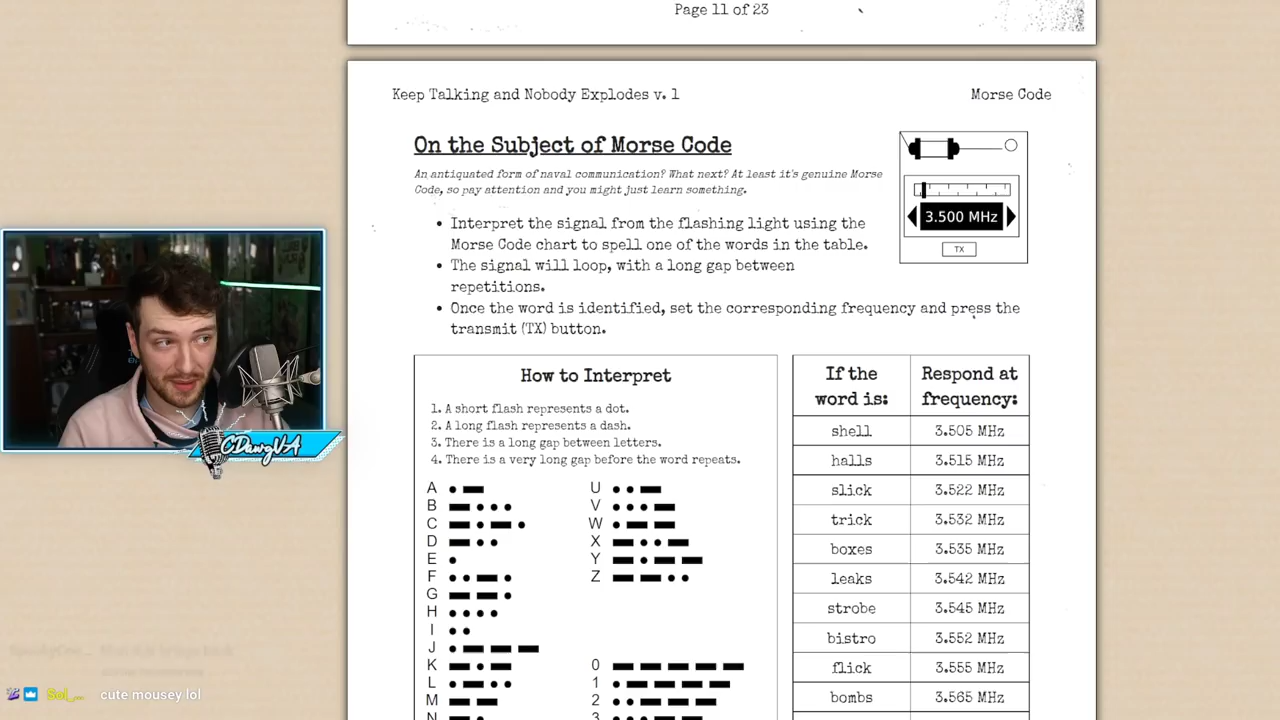 Page 11 of 23
Keep Talking and Nobody Explodes v. 1
Morse Code
On the Subject of Morse Code
An antiquated form of naval communication? What next? At least it's genuine Morse
Code, so pay attention and you might just learn something.
3.500 MHz
TX
• Interpret the signal from the flashing light using the
Morse Code chart to spell one of the words in the table.
• The signal will loop, with a long gap between
repetitions.
• Once the word is identified, set the corresponding frequency and press the
transmit (TX) button.
How to Interpret
1. A short flash represents a dot.
2. A long flash represents a dash.
3. There is a long gap between letters.
4. There is a very long gap before the word repeats.
A
B
C
D
E
F
G
H
I
J
K
L
M
N
U
V
W
X
Y
Z
0
1
2
3
If the word is: Respond at frequency:
shell 3.505 MHz
halls 3.515 MHz
slick 3.522 MHz
trick 3.532 MHz
boxes 3.535 MHz
leaks 3.542 MHz
strobe 3.545 MHz
bistro 3.552 MHz
flick 3.555 MHz
bombs 3.565 MHz
CDawgVA
Sol_... cute mousey lol